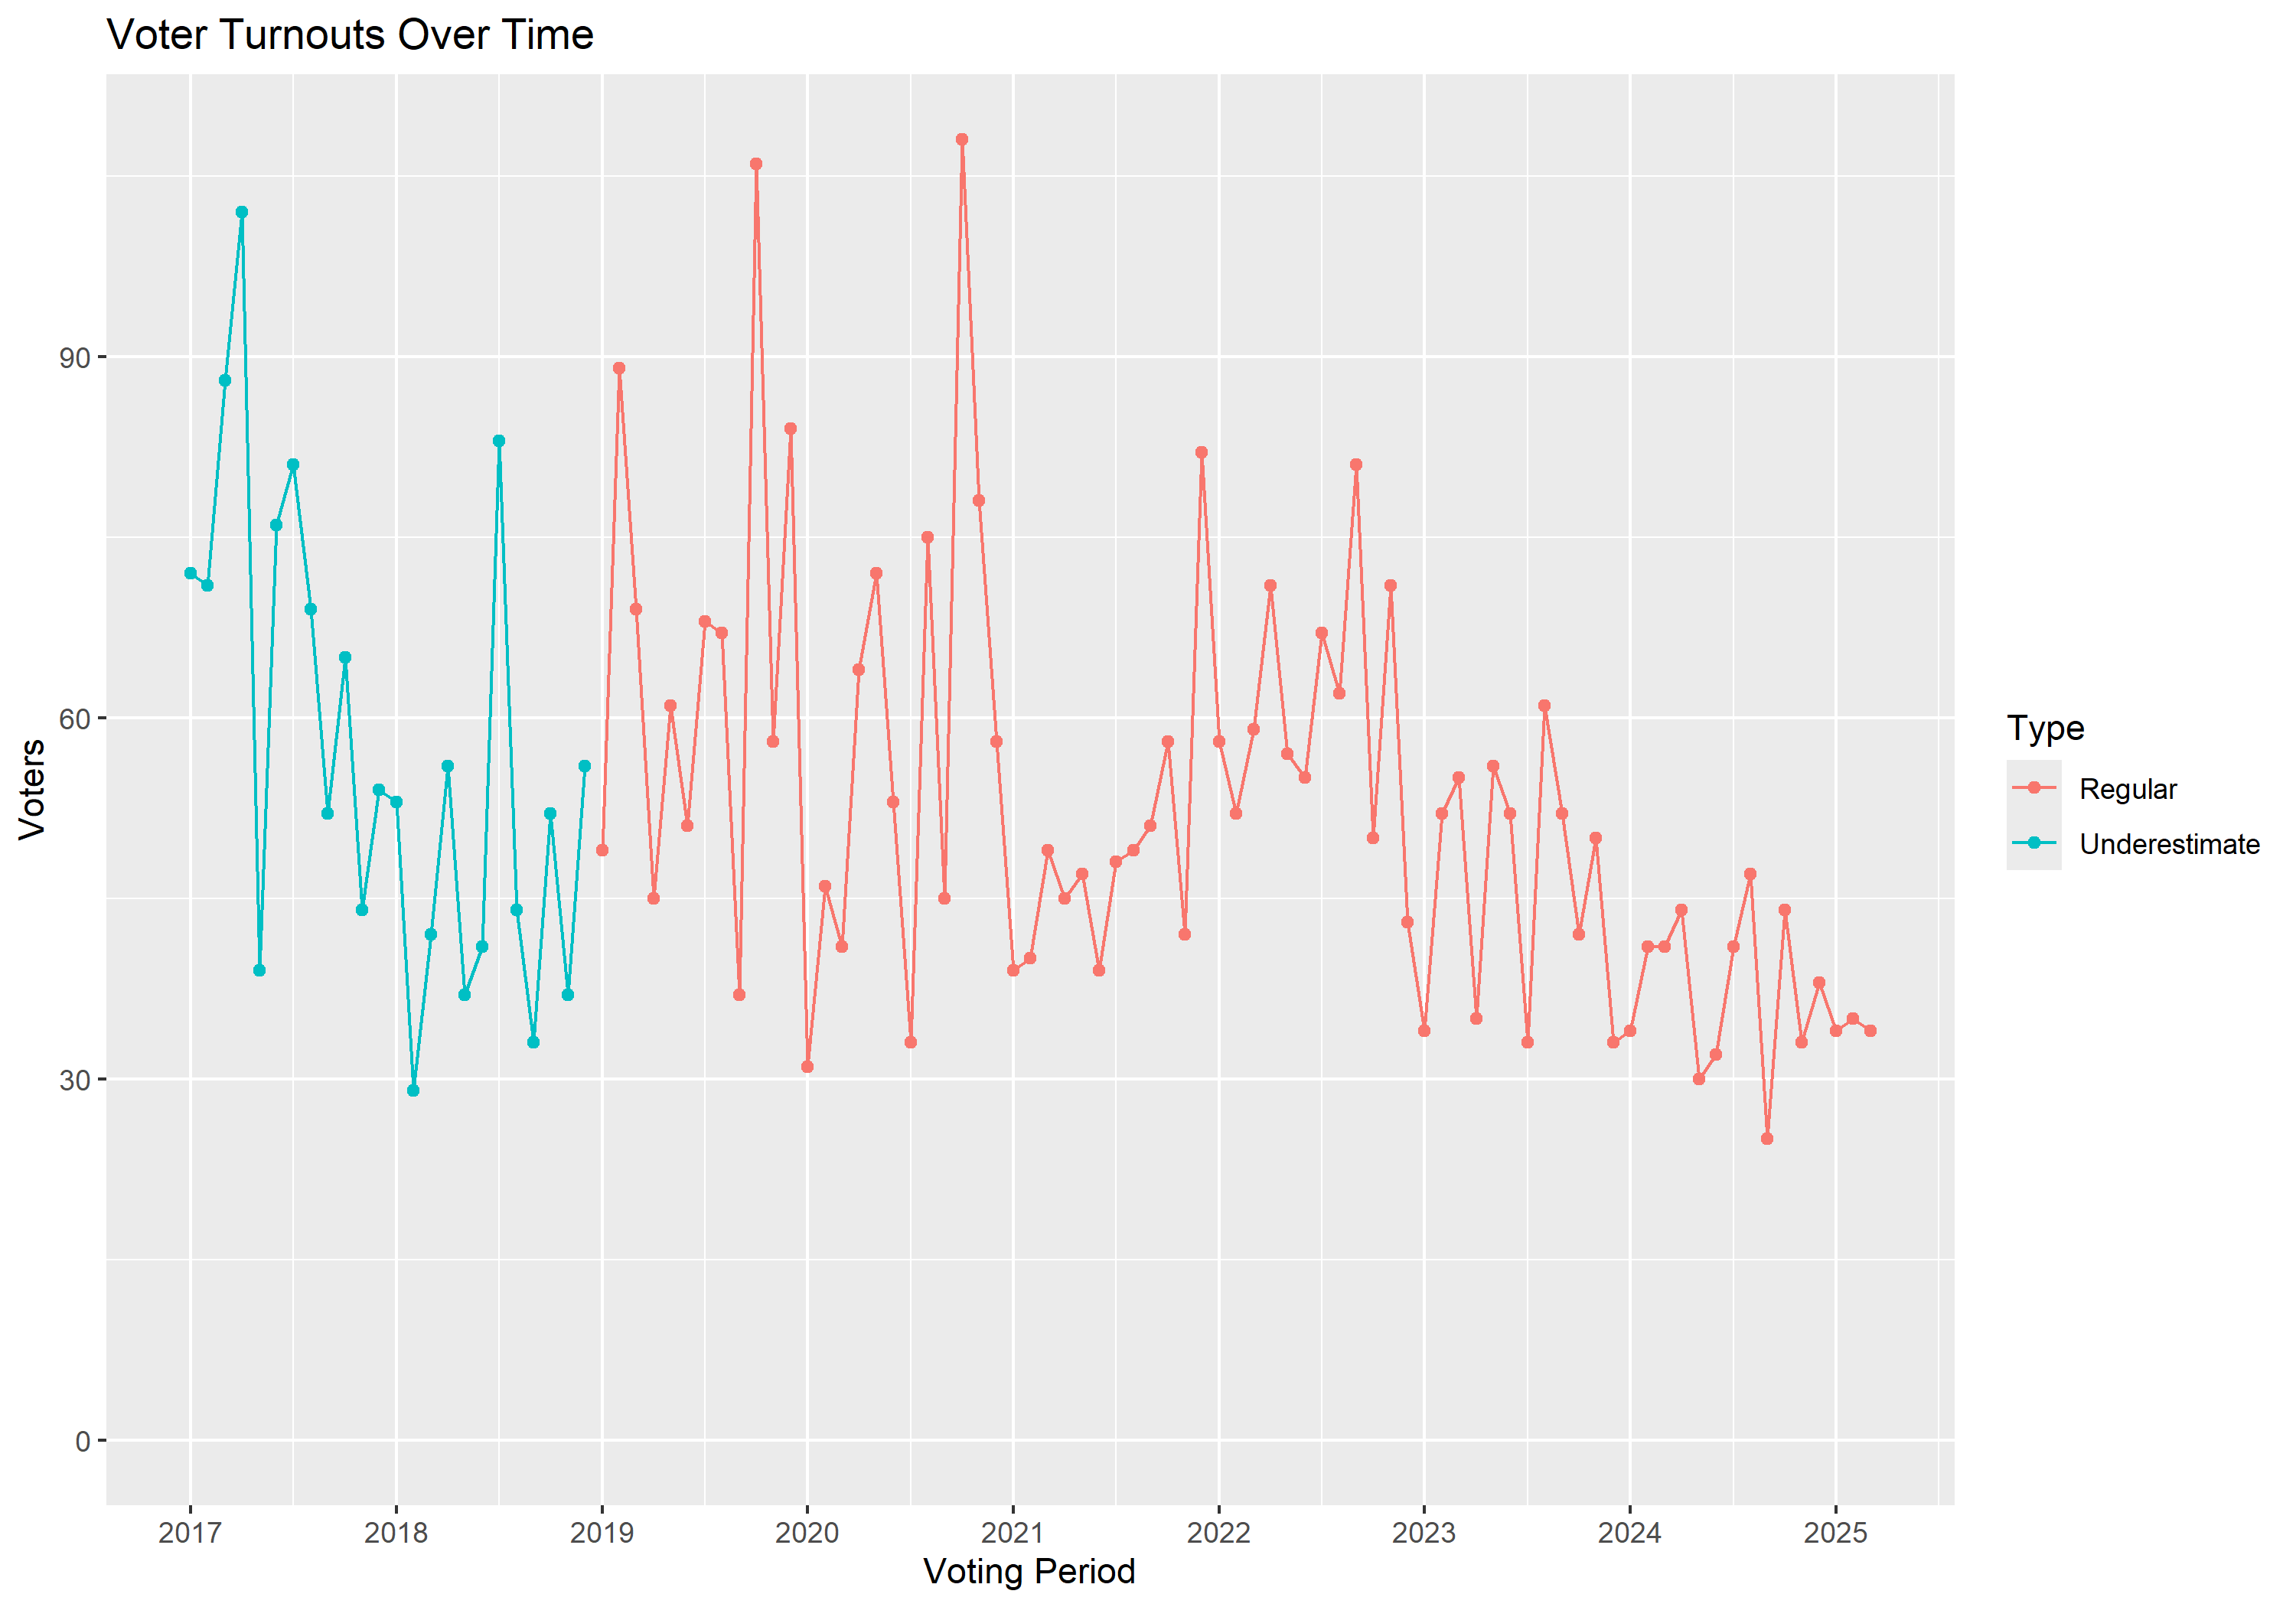 Voter Turnouts Over Time
90
60
30
0
Voters
2017 2018 2019 2020 2021 2022 2023 2024 2025
Voting Period
Type
Regular
Underestimate